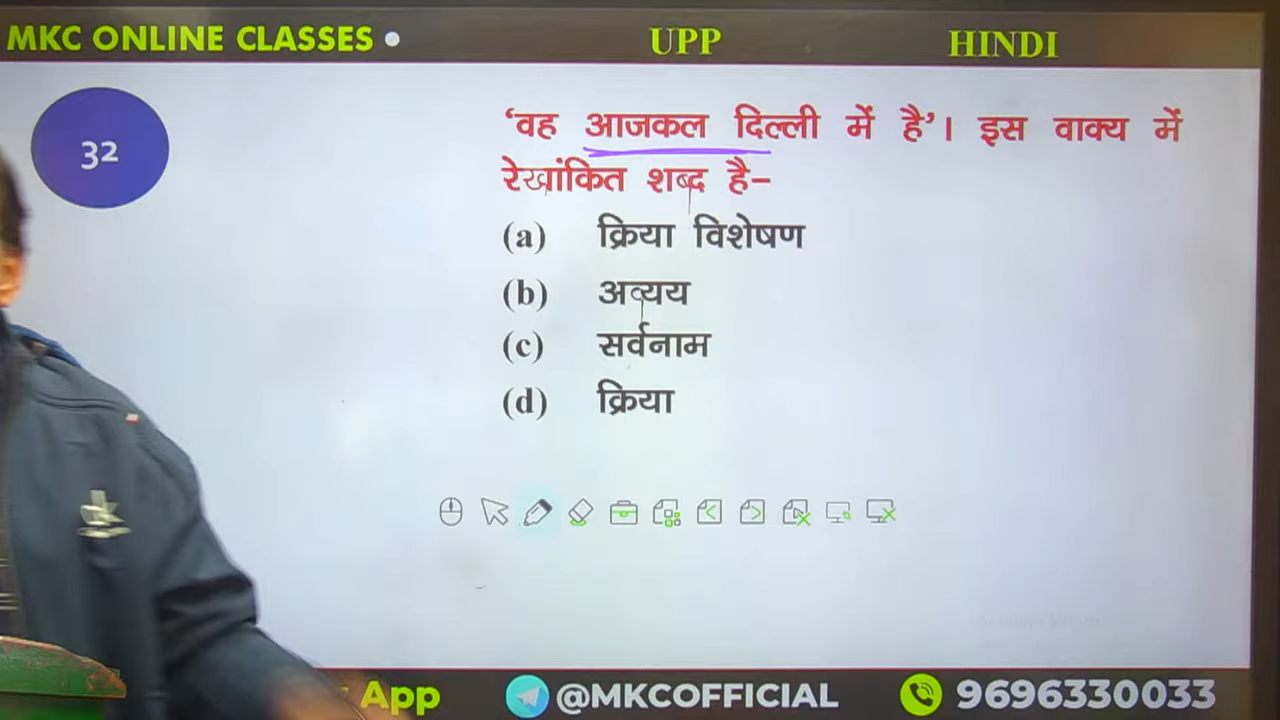 MKC ONLINE CLASSES UPP HINDI
32
‘वह आजकल दिल्ली में है’। इस वाक्य में
रेखांकित शब्द है–
(a) क्रिया विशेषण
(b) अव्यय
(c) सर्वनाम
(d) क्रिया
App @MKCOFFICIAL 9696330033